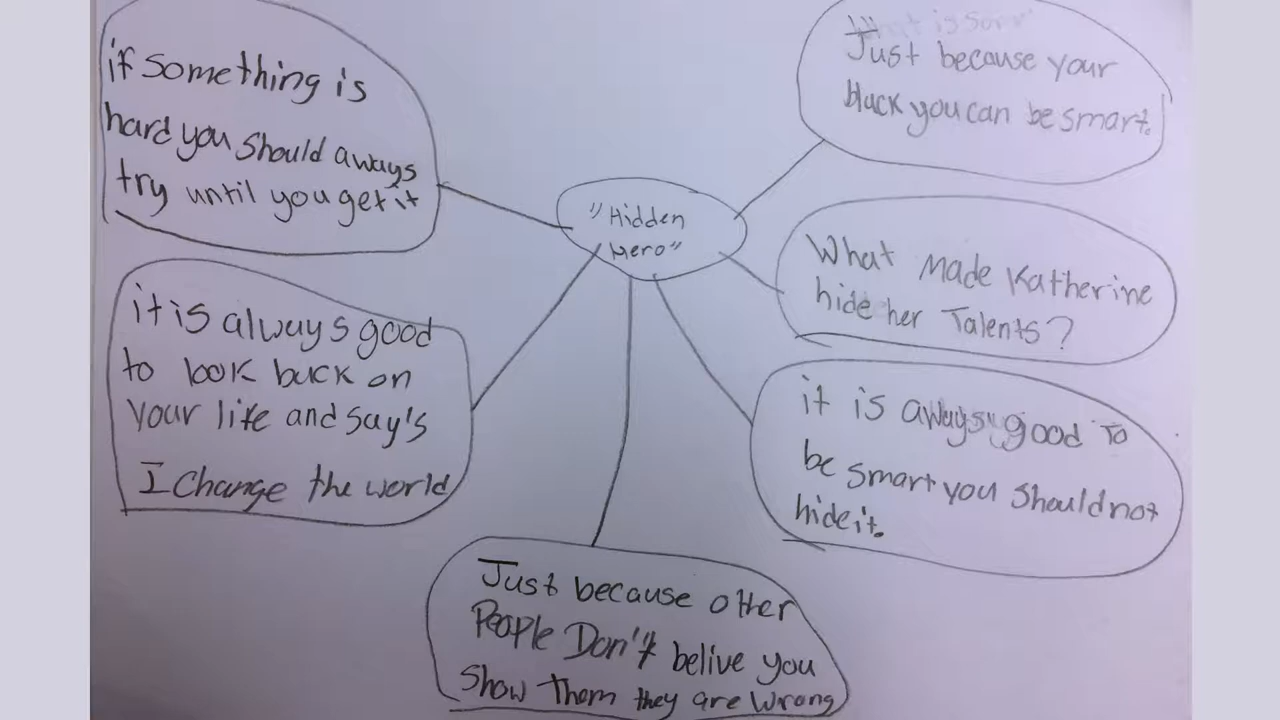 "Hidden
Hero"
if something is
hard you should aways
try until you get it
Just because your
black you can be smart.
What made Katherine
hide her Talents?
it is always good
to look back on
your life and say's
I Change the world
it is aways good To
be smart you should not
hide it.
Just because other
People Don't belive you
Show them they are Wrong